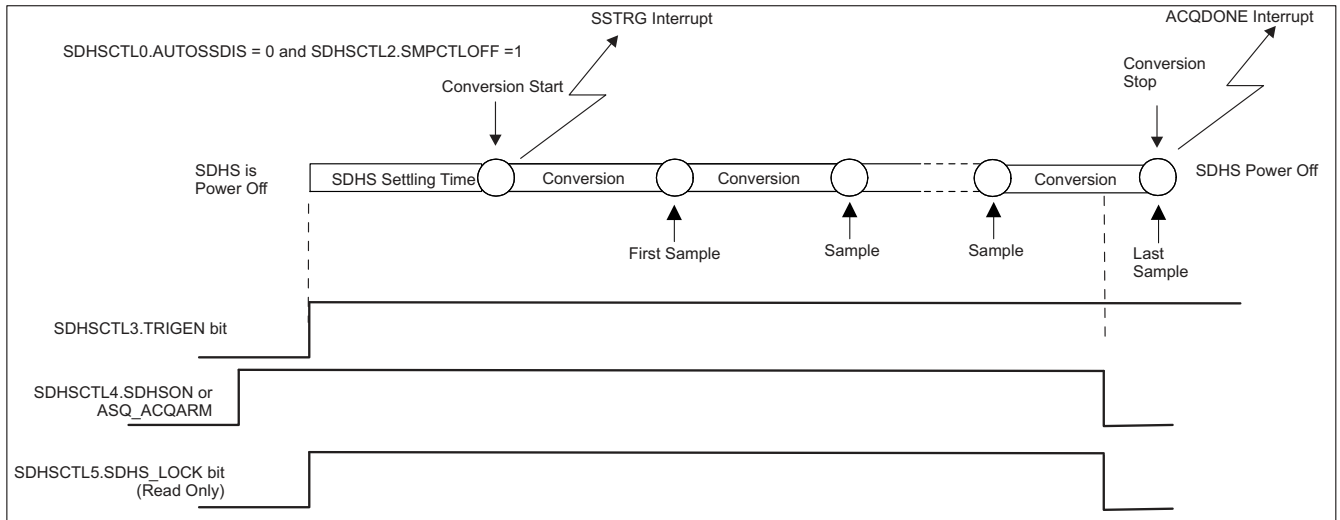 SSTRG Interrupt
ACQDONE Interrupt
SDHSCTL0.AUTOSSDIS = 0 and SDHSCTL2.SMPCTLOFF =1
Conversion Start
Conversion
Stop
SDHS is
Power Off
SDHS Settling Time
Conversion
Conversion
Conversion
SDHS Power Off
First Sample
Sample
Sample
Last
Sample
SDHSCTL3.TRIGEN bit
SDHSCTL4.SDHSON or
ASQ_ACQARM
SDHSCTL5.SDHS_LOCK bit
(Read Only)